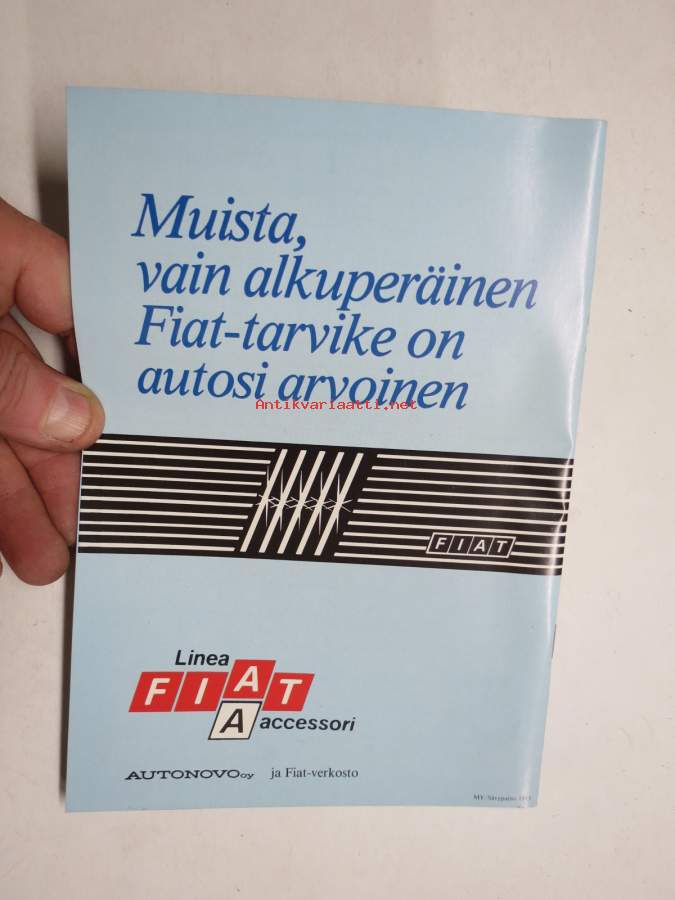 Muista,
vain alkuperäinen
Fiat-tarvike on
autosi arvoinen
Antikvariaatti.net
FIAT
Linea
FIAT
A accessori
AUTONOVO oy ja Fiat-verkosto